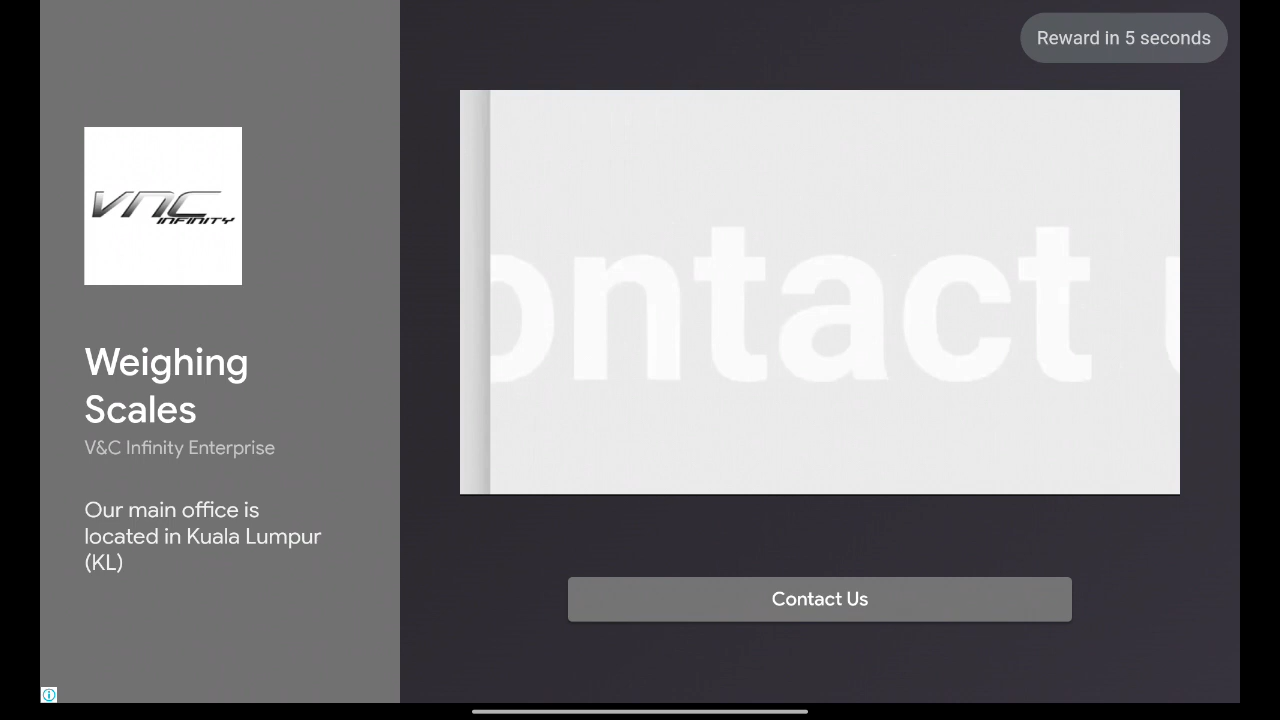 Reward in 5 seconds
VNC
INFINITY
ontact u
Weighing
Scales
V&C Infinity Enterprise
Our main office is
located in Kuala Lumpur
(KL)
Contact Us